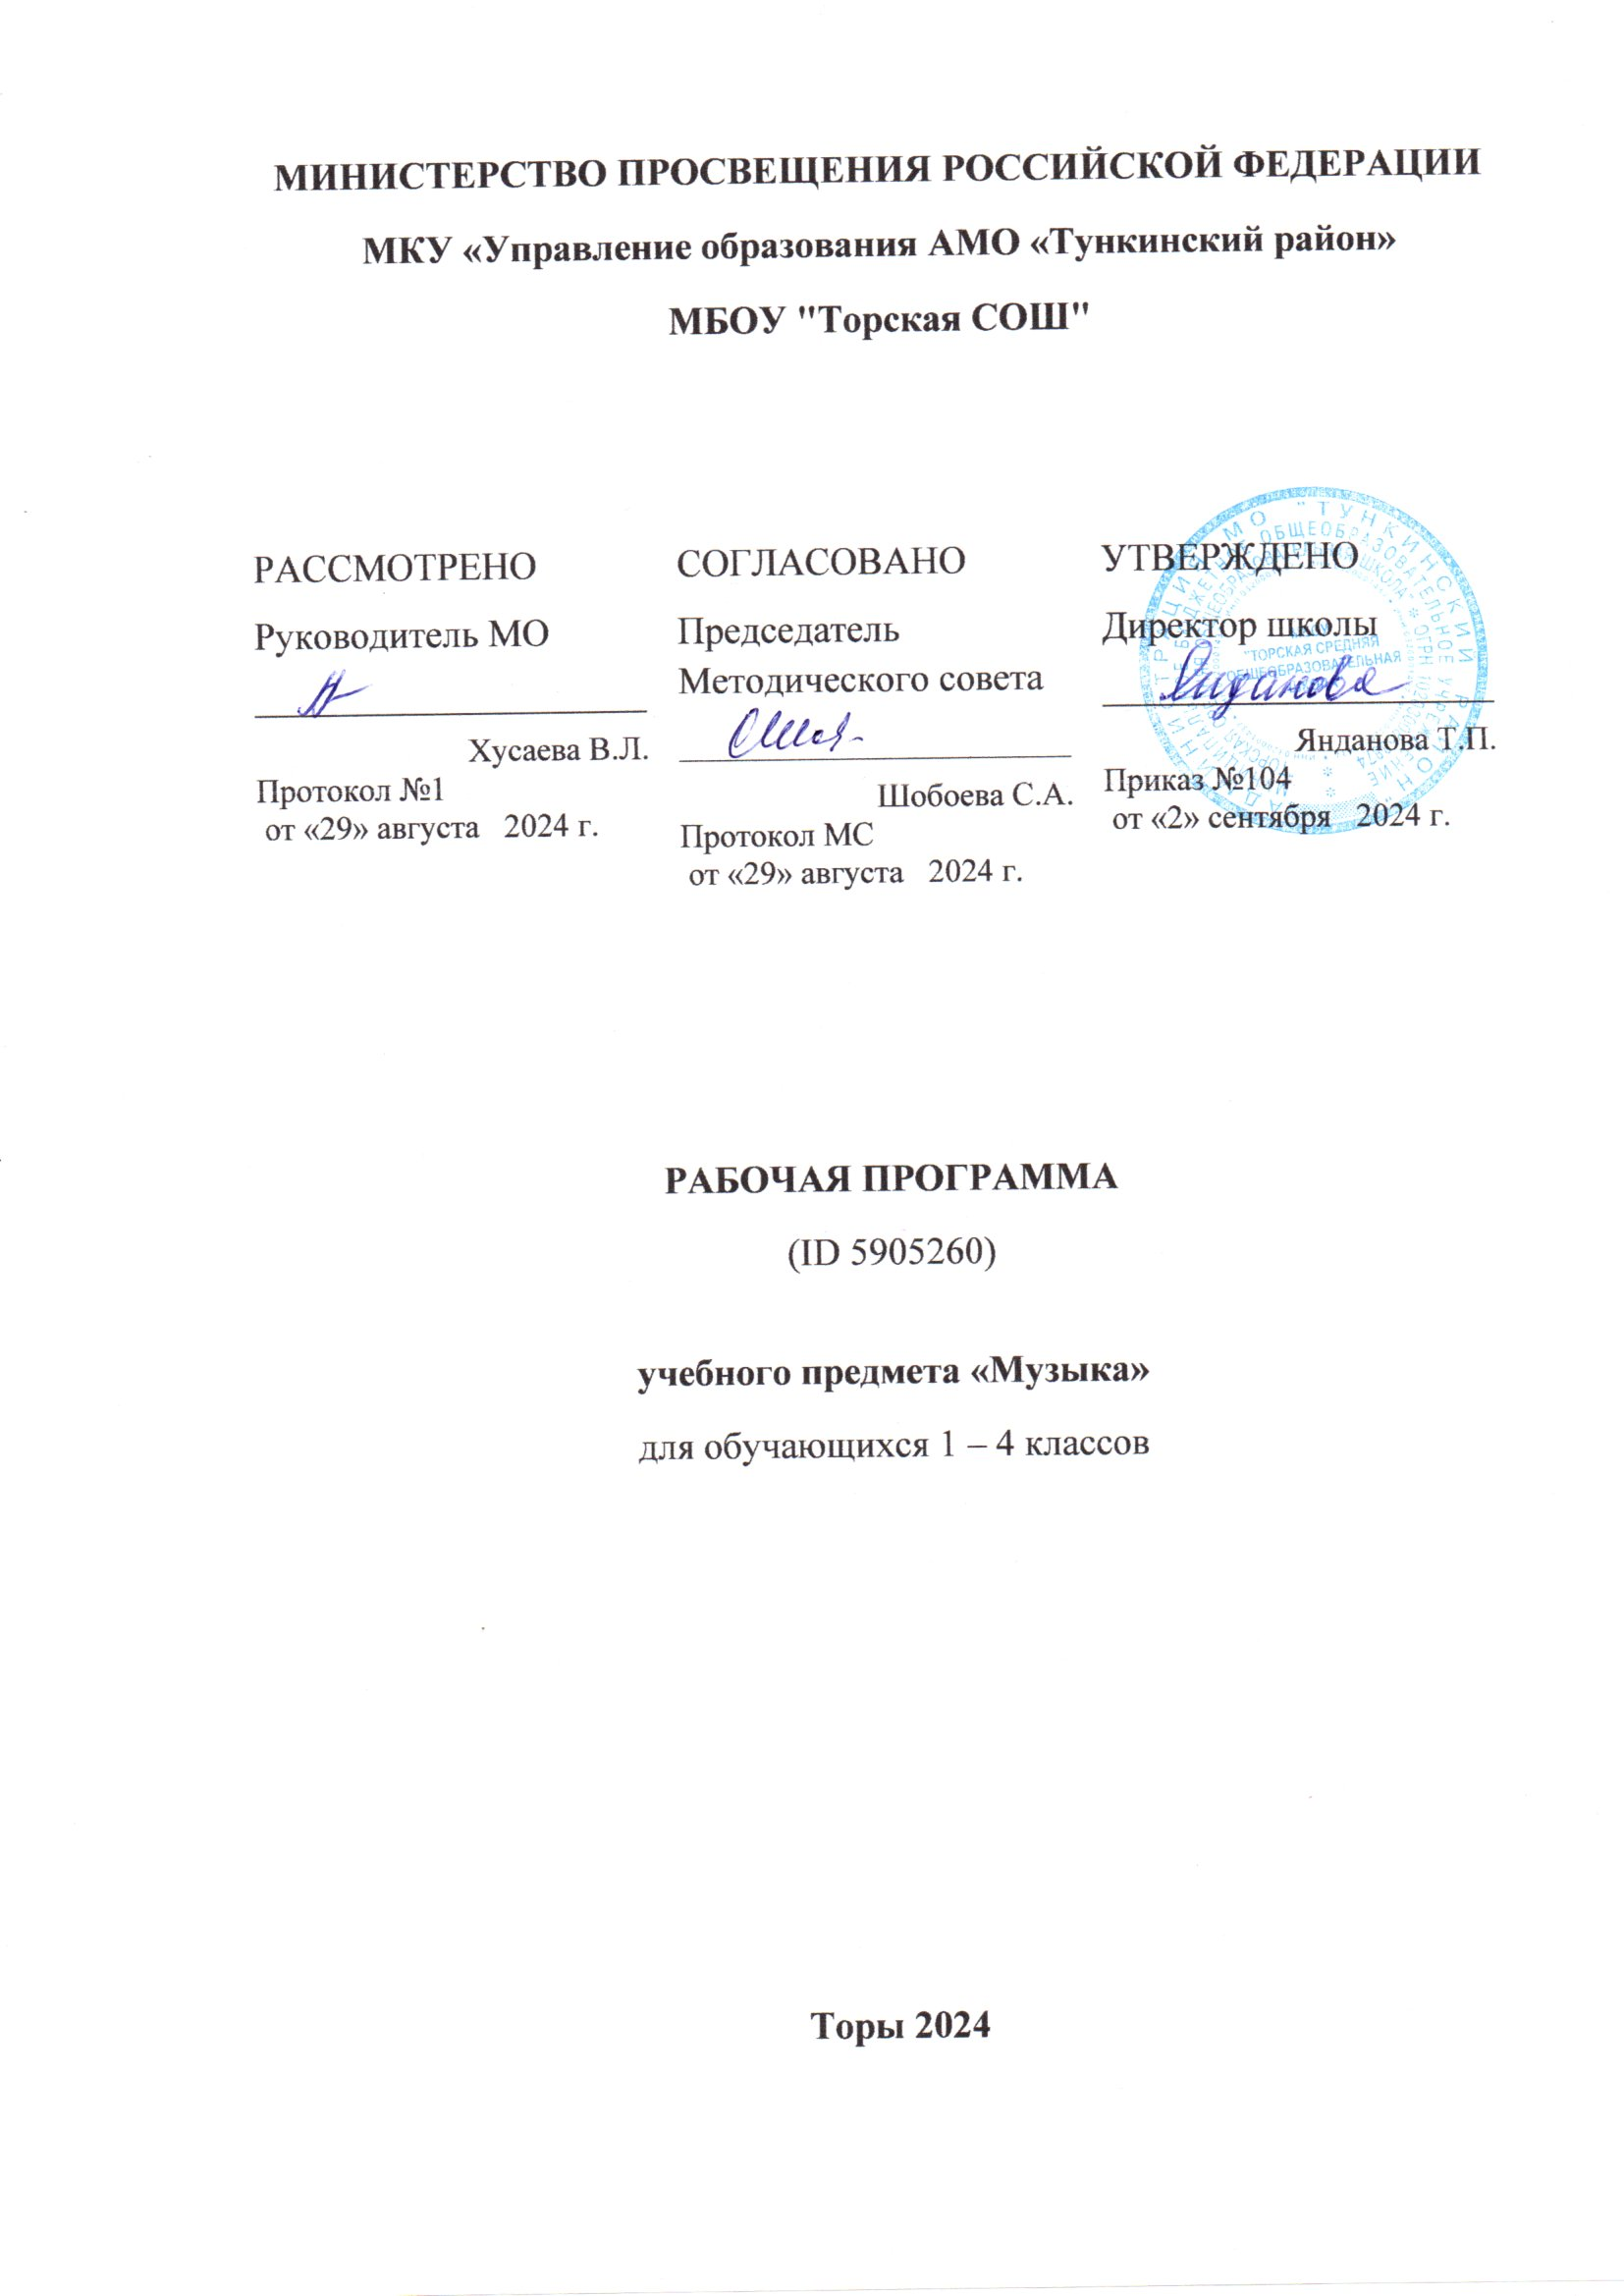 МИНИСТЕРСТВО ПРОСВЕЩЕНИЯ РОССИЙСКОЙ ФЕДЕРАЦИИ
МКУ «Управление образования АМО «Тункинский район»
МБОУ "Торская СОШ"
РАССМОТРЕНО
Руководитель МО
Хусаева В.Л.
Протокол №1
от «29» августа 2024 г.
СОГЛАСОВАНО
Председатель
Методического совета
Шобоева С.А.
Протокол МС
от «29» августа 2024 г.
УТВЕРЖДЕНО
Директор школы
"ТОРСКАЯ СРЕДНЯЯ
ОБЩЕОБРАЗОВАТЕЛЬНАЯ
Янданова Т.П.
Приказ №104
от «2» сентября 2024 г.
РАБОЧАЯ ПРОГРАММА
(ID 5905260)
учебного предмета «Музыка»
для обучающихся 1 – 4 классов
Торы 2024